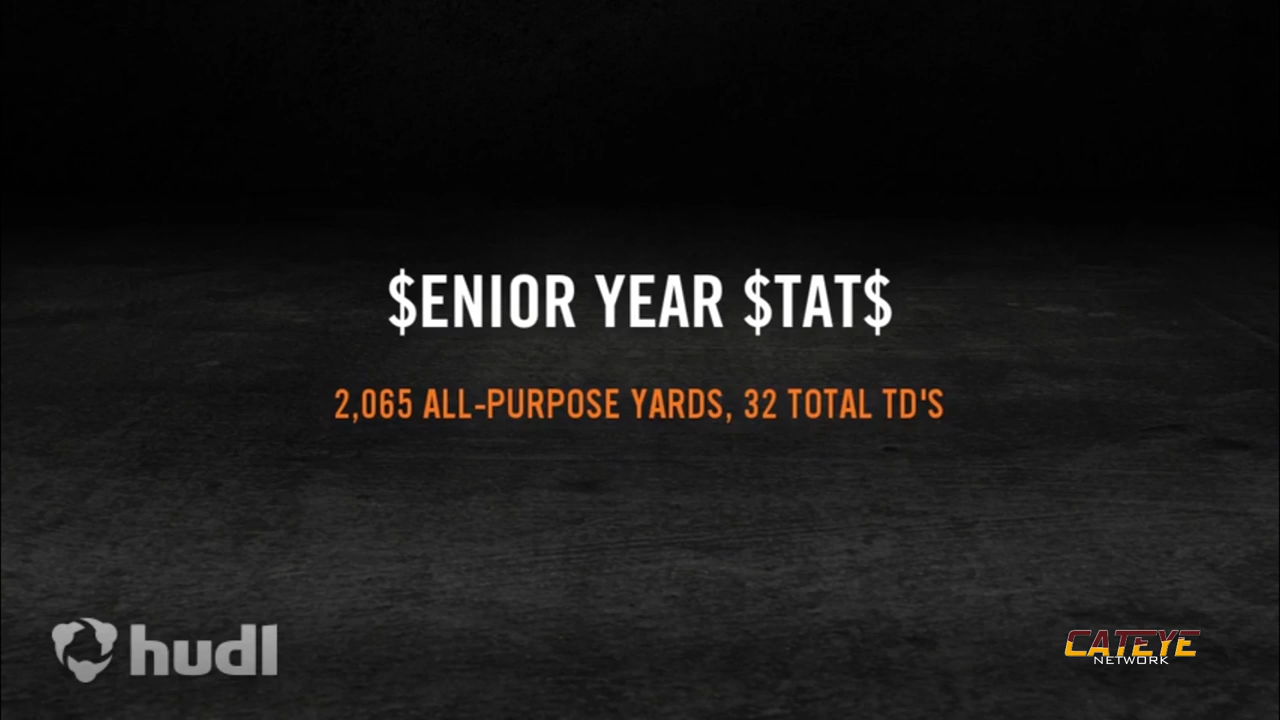 $ENIOR YEAR $TAT$
2,065 ALL-PURPOSE YARDS, 32 TOTAL TD'S
hudl
CATEYE
NETWORK